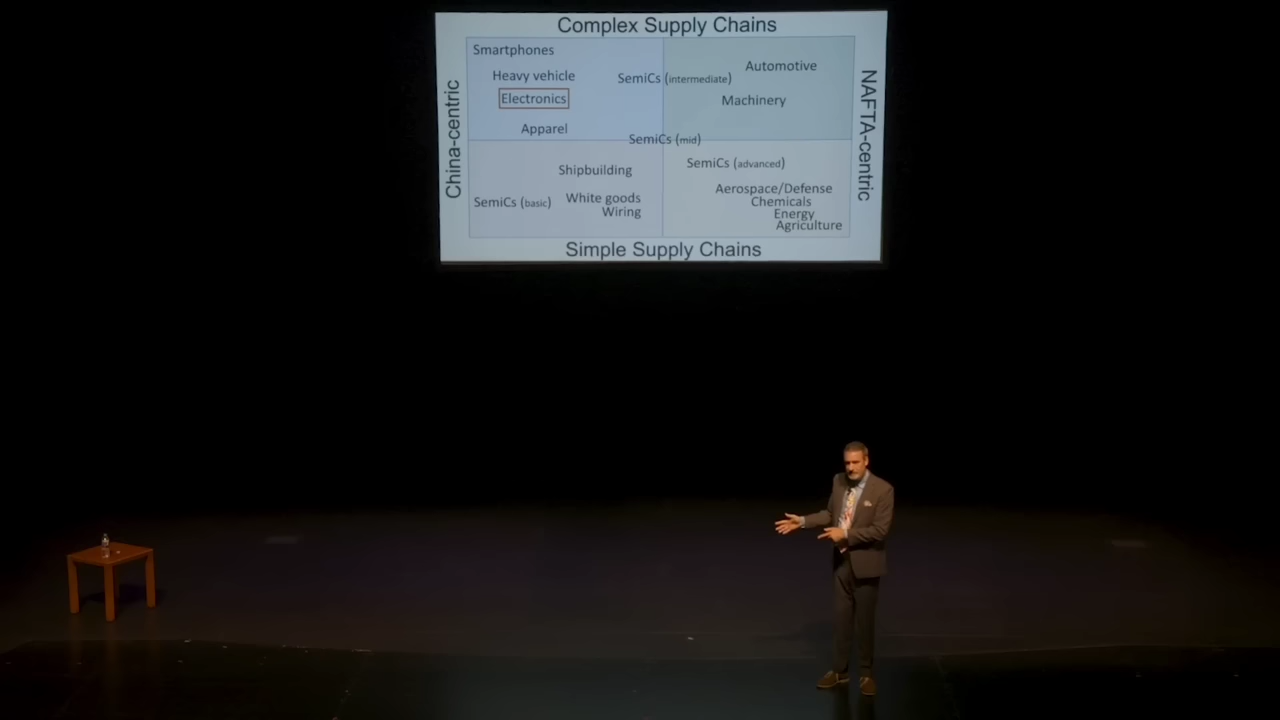 Complex Supply Chains
China-centric
NAFTA-centric
Smartphones
Heavy vehicle
Electronics
Apparel
SemiCs (intermediate)
Automotive
Machinery
SemiCs (mid)
Shipbuilding
SemiCs (basic)
White goods
Wiring
SemiCs (advanced)
Aerospace/Defense
Chemicals
Energy
Agriculture
Simple Supply Chains